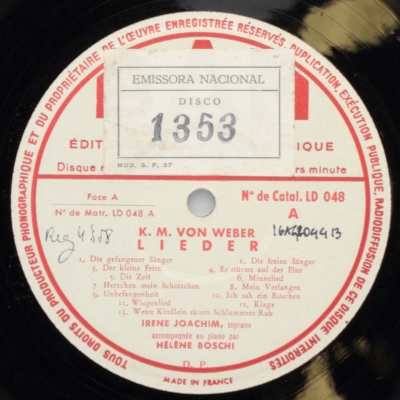 TOUS DROITS DU PRODUCTEUR PHONOGRAPHIQUE ET DU PROPRIÉTAIRE DE L'ŒUVRE ENREGISTRÉE RÉSERVÉS, DUPLICATION, EXÉCUTION PUBLIQUE, RADIODIFFUSION DE CE DISQUE INTERDITES
EMISSORA NACIONAL
DISCO
1353
MOD. S. P. 37
ÉDIT IQUE
Disque rs minute
Face A
Nº de Catal. LD 048
Nº de Matr. LD 048 A
A
Reg 4588
K. M. VON WEBER
LIEDER
1. Die gefangener Sänger 2. Die freien Sänger
3. Der kleine Fritz 4. Er stürmt auf der Flur
5. Die Zeit 6. Minnelied
7. Herzchen mein Schätzchen 8. Mein Verlangen
9. Unbefangenheit 10. Ich sah ein Röschen
11. Wiegenlied 12. Klage
13. Wenn Kindlein süssen Schlummers Ruh
IRENE JOACHIM, soprano
accompagnée au piano par
HÉLÈNE BOSCHI
D. P.
MADE IN FRANCE